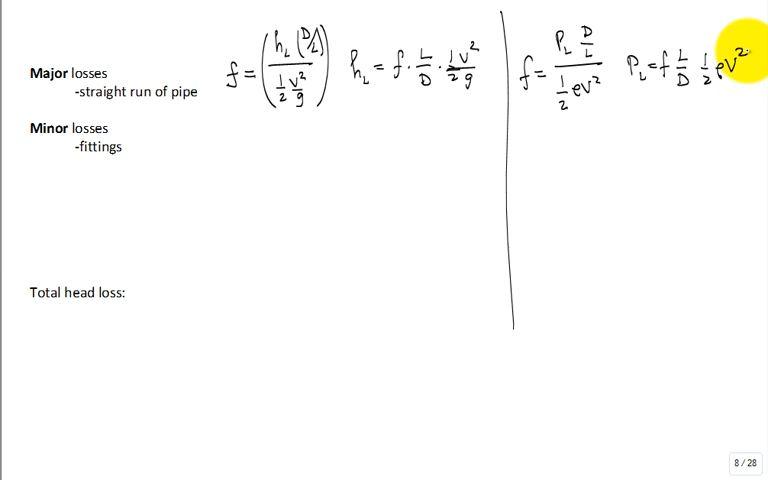 Major losses
-straight run of pipe
f = (h_L (D/L) / (1/2 V²/g))
h_L = f · L/D · 1/2 V²/g
f = P_L D/L / (1/2 ρV²)
P_L = f L/D 1/2 ρV²
Minor losses
-fittings
Total head loss:
8 / 28